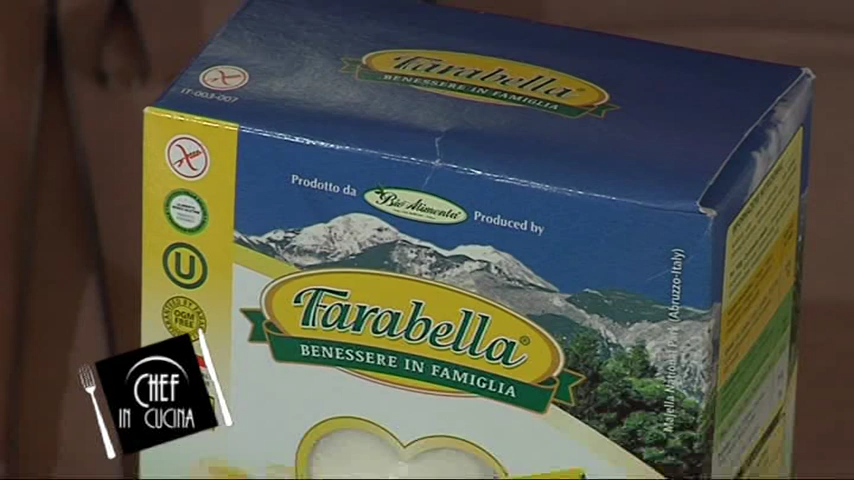 Farabella®
BENESSERE IN FAMIGLIA
IT-003-007
Prodotto da
Bio Alimenta
Produced by
Farabella®
BENESSERE IN FAMIGLIA
U
OGM
FREE
Majella National Park (Abruzzo-Italy)
CHEF
IN CUCINA